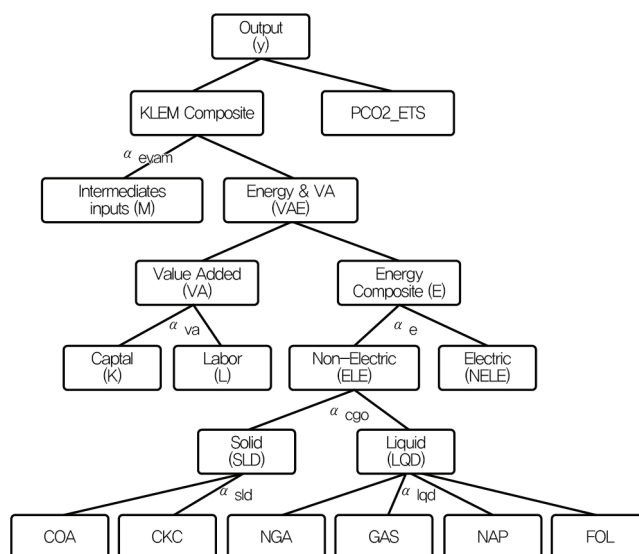 Output
(y)
KLEM Composite
PCO2_ETS
α evam
Intermediates
inputs (M)
Energy & VA
(VAE)
Value Added
(VA)
Energy
Composite (E)
α va
α e
Captal
(K)
Labor
(L)
Non-Electric
(ELE)
Electric
(NELE)
α cgo
Solid
(SLD)
Liquid
(LQD)
α sld
α lqd
COA
CKC
NGA
GAS
NAP
FOL